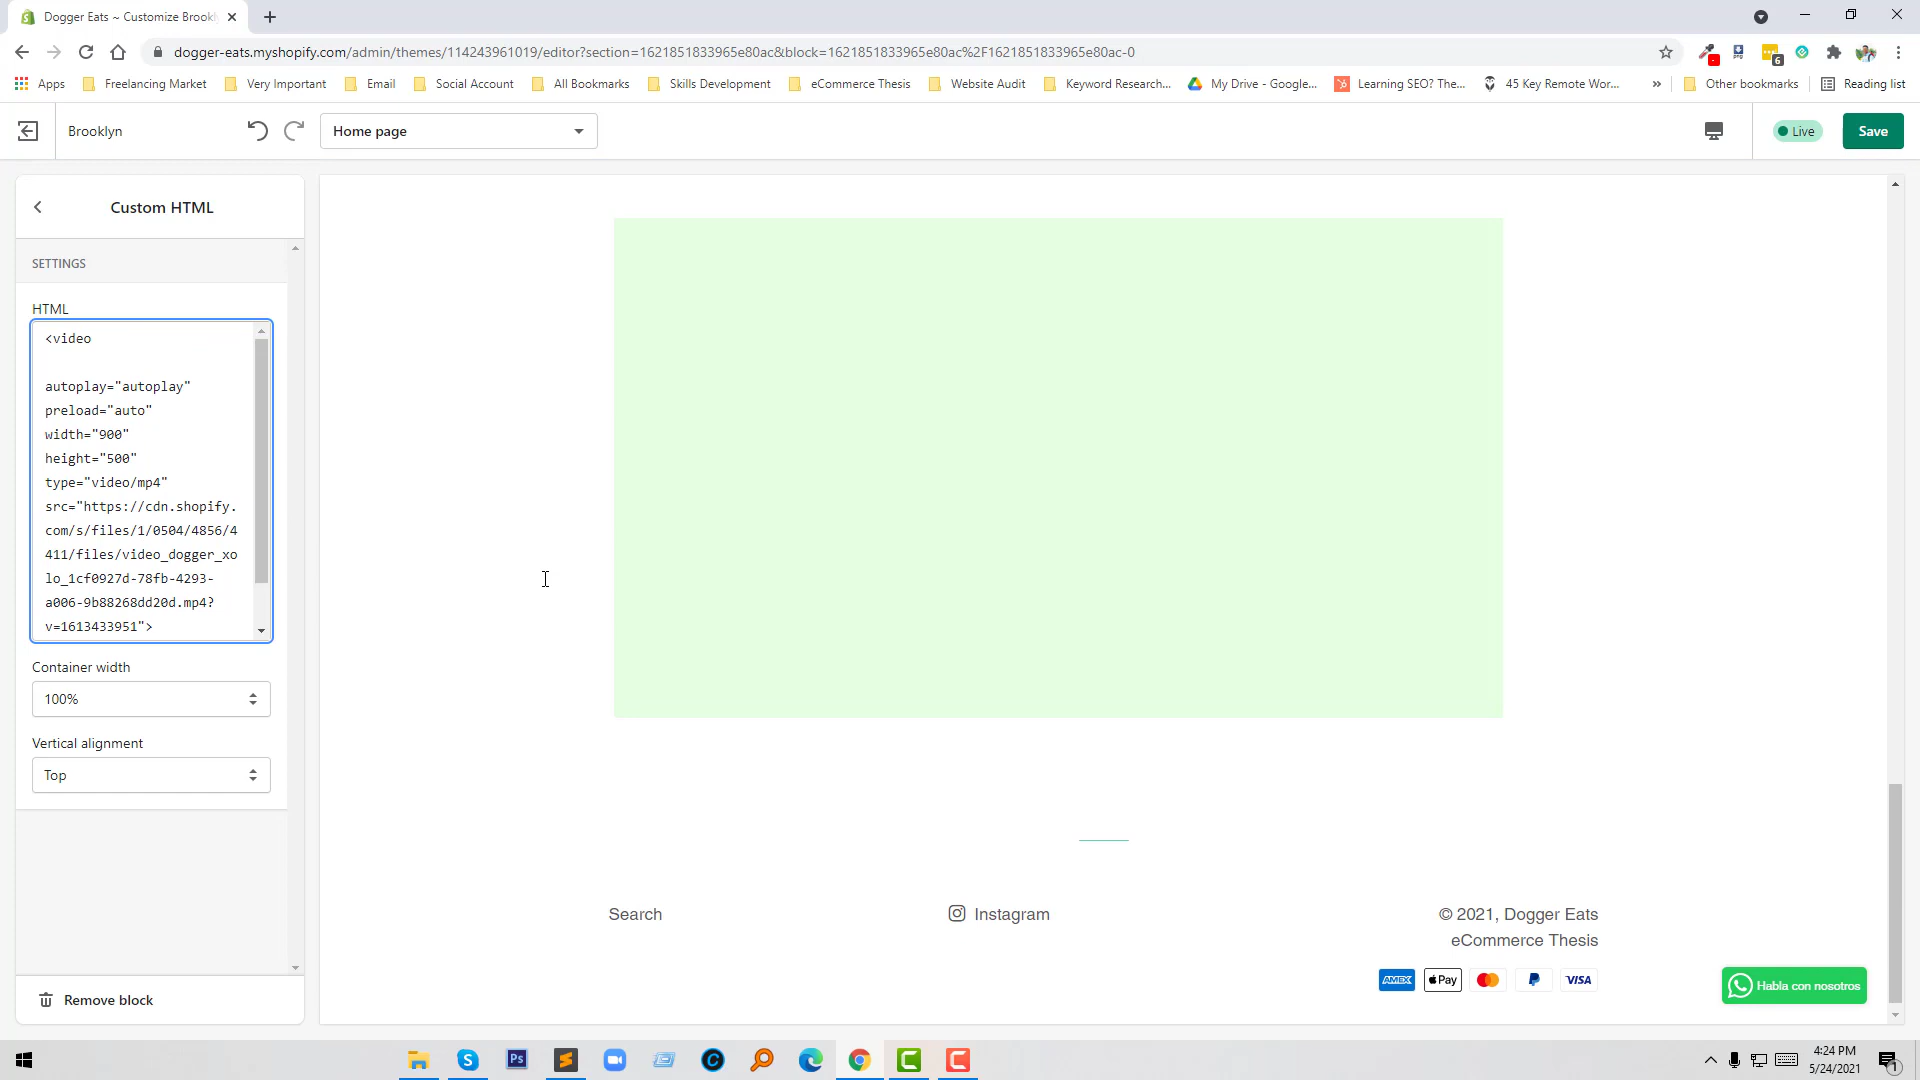 Dogger Eats ~ Customize Brookl
dogger-eats.myshopify.com/admin/themes/114243961019/editor?section=1621851833965e80ac&block=1621851833965e80ac%2F1621851833965e80ac-0
Apps
Freelancing Market
Very Important
Email
Social Account
All Bookmarks
Skills Development
eCommerce Thesis
Website Audit
Keyword Research...
My Drive - Google...
Learning SEO? The...
45 Key Remote Wor...
»
Other bookmarks
Reading list
Brooklyn
Home page
Live
Save
Custom HTML
SETTINGS
HTML
<video
autoplay="autoplay"
preload="auto"
width="900"
height="500"
type="video/mp4"
src="https://cdn.shopify.
com/s/files/1/0504/4856/4
411/files/video_dogger_xo
lo_1cf0927d-78fb-4293-
a006-9b88268dd20d.mp4?
v=1613433951">
Container width
100%
Vertical alignment
Top
Remove block
Search
Instagram
© 2021, Dogger Eats
eCommerce Thesis
AMEX
Pay
VISA
Habla con nosotros
Ps
4:24 PM
5/24/2021
1
6